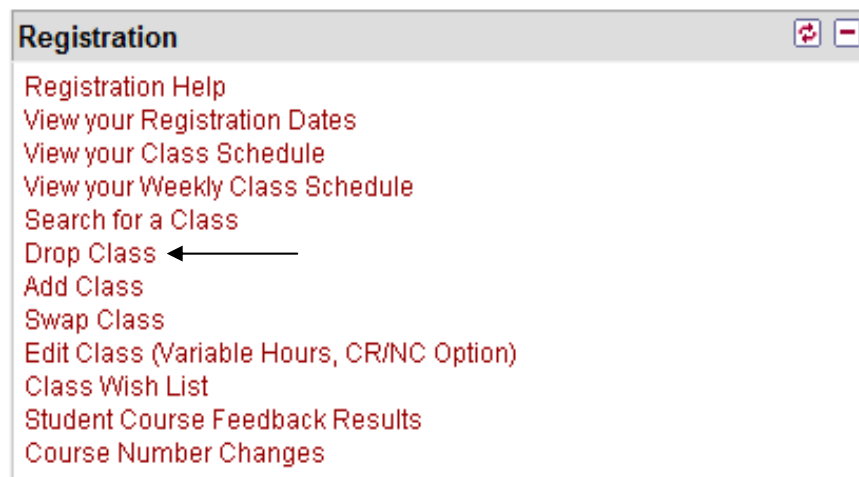 Registration
Registration Help
View your Registration Dates
View your Class Schedule
View your Weekly Class Schedule
Search for a Class
Drop Class
Add Class
Swap Class
Edit Class (Variable Hours, CR/NC Option)
Class Wish List
Student Course Feedback Results
Course Number Changes